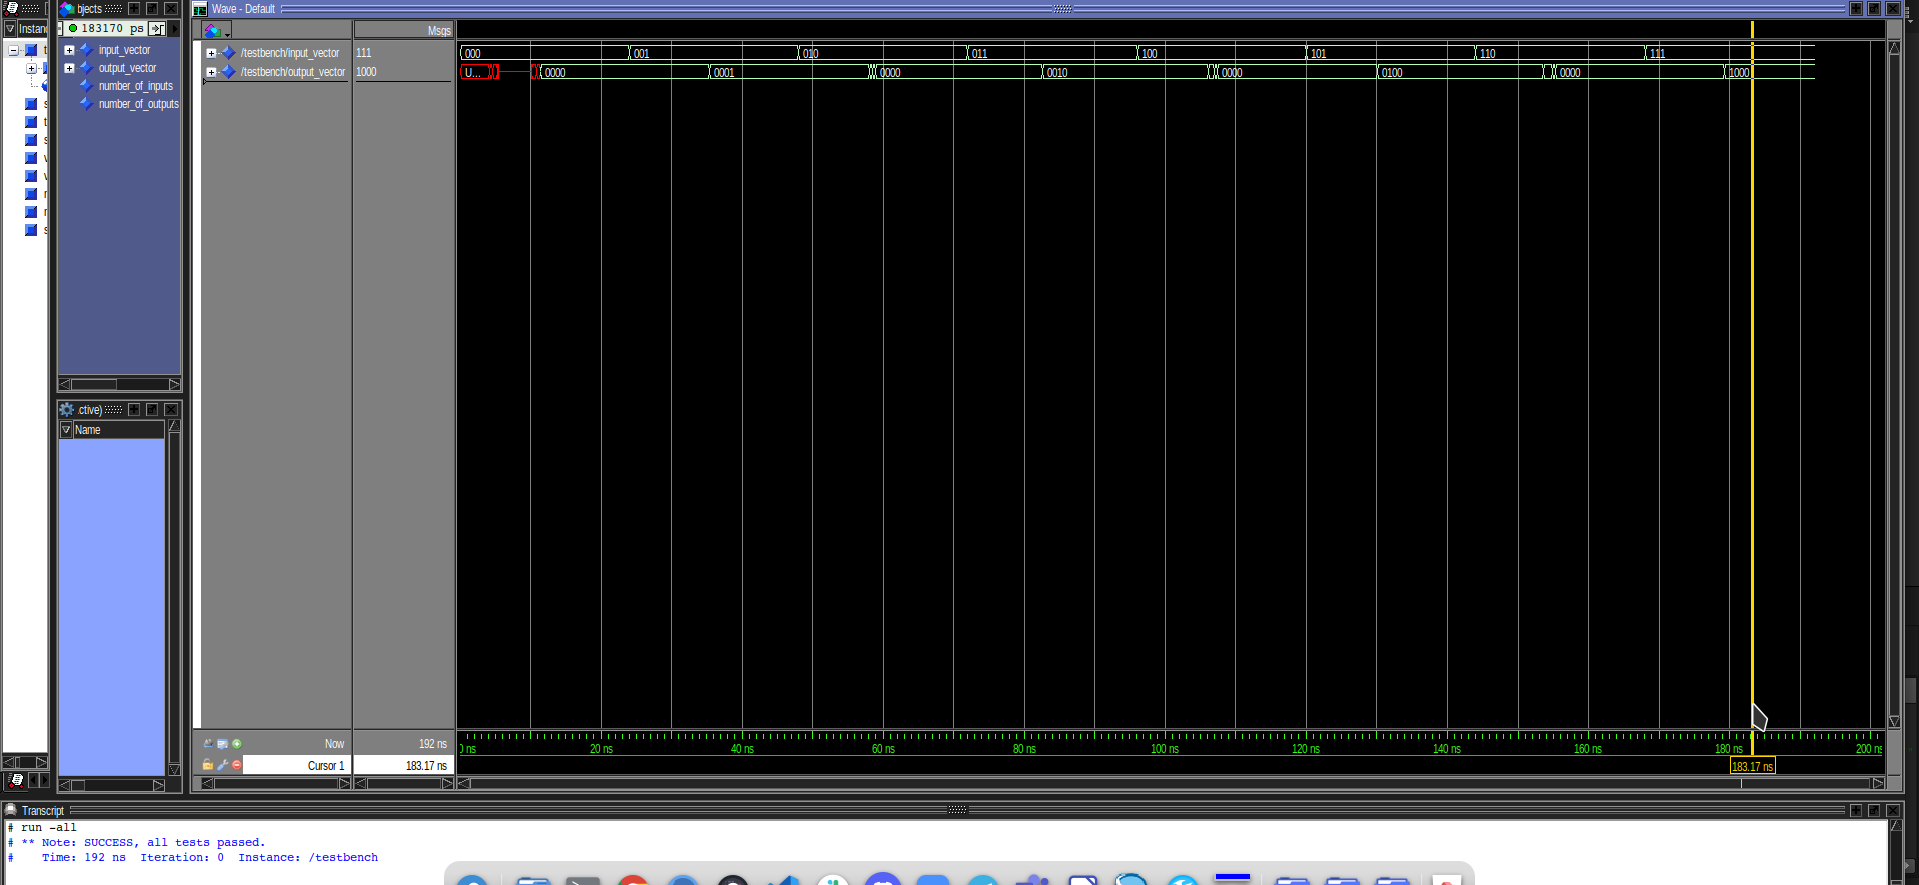 bjects
Wave - Default
Instanc
183170 ps
Msgs
input_vector
output_vector
number_of_inputs
number_of_outputs
/testbench/input_vector 111 000 001 010 011 100 101 110 111
/testbench/output_vector 1000 U... 0000 0001 0000 0010 0000 0100 0000 1000
.ctive)
Name
Now 192 ns
0 ns 20 ns 40 ns 60 ns 80 ns 100 ns 120 ns 140 ns 160 ns 180 ns 200 ns
Cursor 1 183.17 ns 183.17 ns
Transcript
# run -all
# ** Note: SUCCESS, all tests passed.
#    Time: 192 ns  Iteration: 0  Instance: /testbench